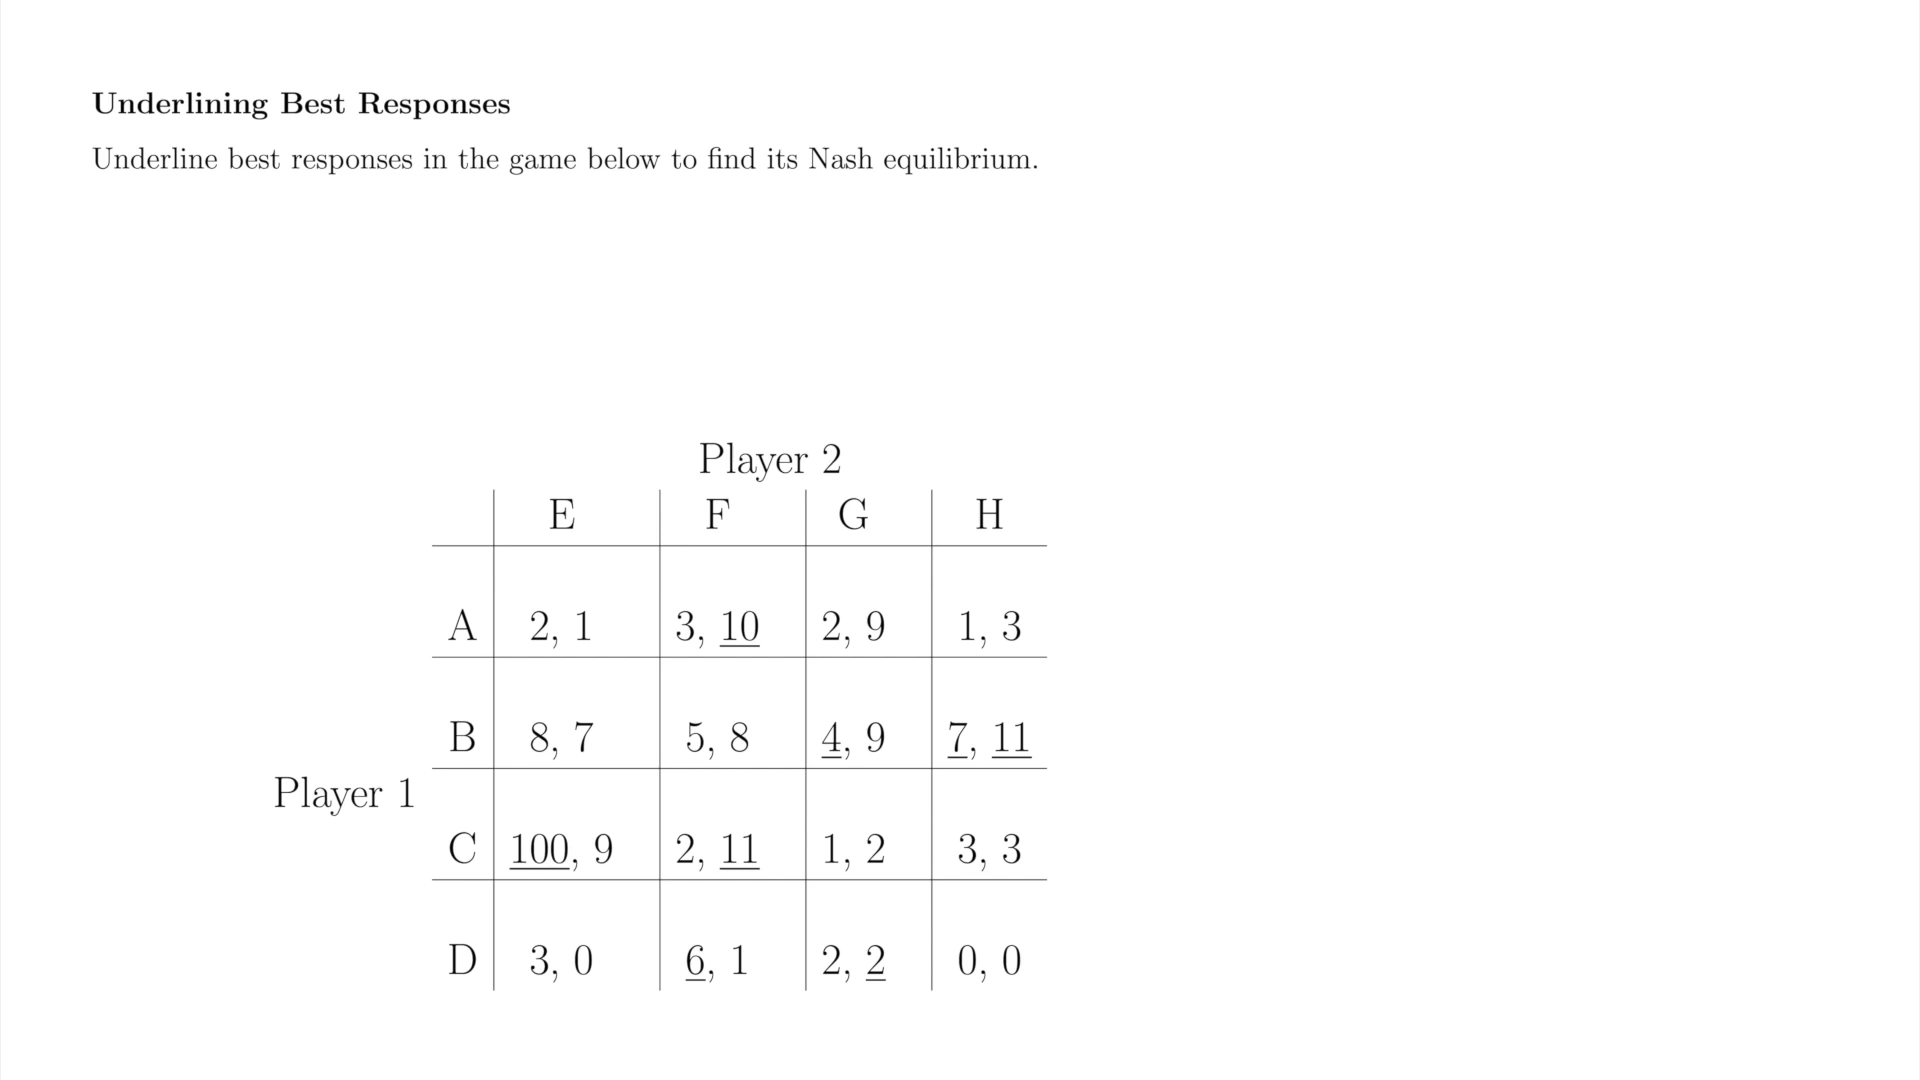 Underlining Best Responses
Underline best responses in the game below to find its Nash equilibrium.
Player 2
E F G H
A 2, 1 3, 10 2, 9 1, 3
B 8, 7 5, 8 4, 9 7, 11
Player 1
C 100, 9 2, 11 1, 2 3, 3
D 3, 0 6, 1 2, 2 0, 0